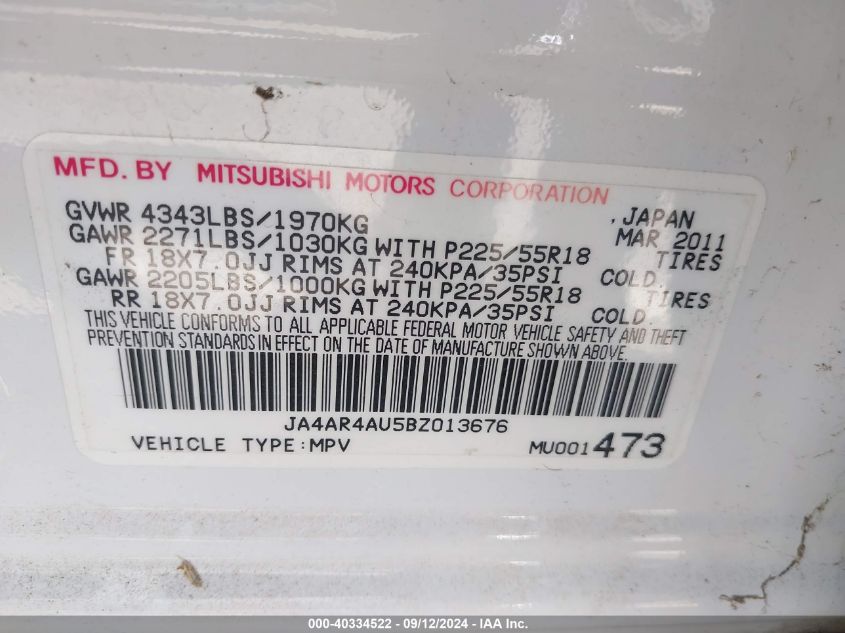 MFD. BY MITSUBISHI MOTORS CORPORATION
GVWR 4343LBS/1970KG , JAPAN MAR 2011
GAWR 2271LBS/1030KG WITH P225/55R18 TIRES
FR 18X7.0JJ RIMS AT 240KPA/35PSI COLD.
GAWR 2205LBS/1000KG WITH P225/55R18 TIRES
RR 18X7.0JJ RIMS AT 240KPA/35PSI COLD.
THIS VEHICLE CONFORMS TO ALL APPLICABLE FEDERAL MOTOR VEHICLE SAFETY AND THEFT
PREVENTION STANDARDS IN EFFECT ON THE DATE OF MANUFACTURE SHOWN ABOVE.
JA4AR4AU5BZ013676
VEHICLE TYPE:MPV MU001473
000-40334522 - 09/12/2024 - IAA Inc.